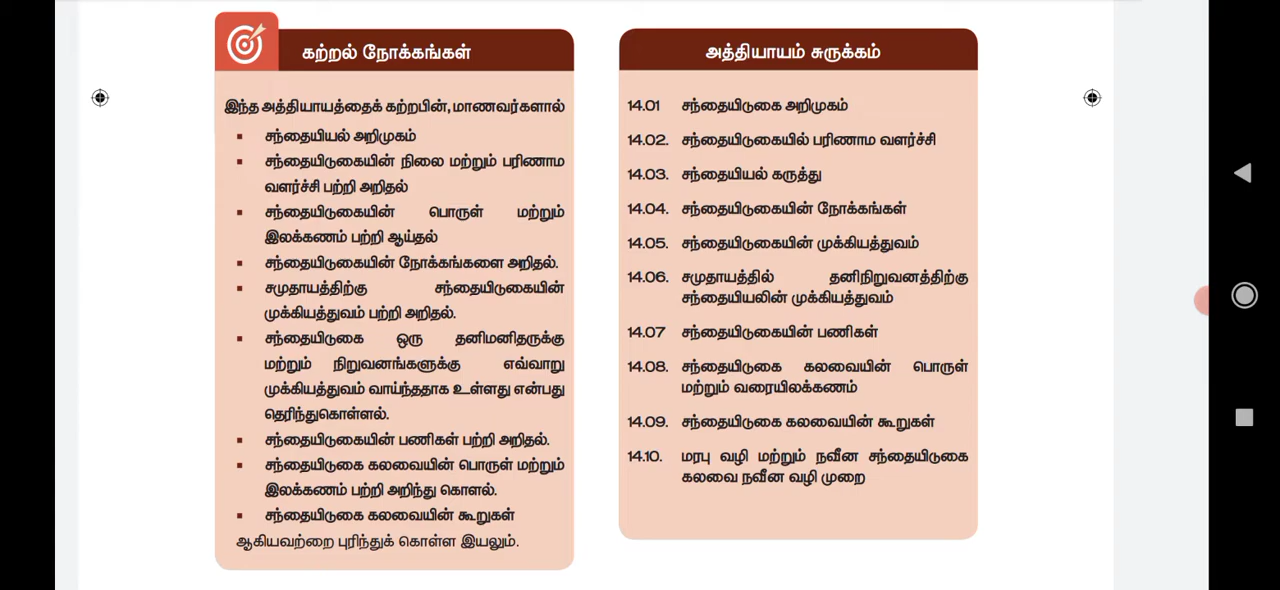 கற்றல் நோக்கங்கள்
இந்த அத்தியாயத்தைக் கற்றபின், மாணவர்களால்
▪ சந்தையியல் அறிமுகம்
▪ சந்தையிடுகையின் நிலை மற்றும் பரிணாம
வளர்ச்சி பற்றி அறிதல்
▪ சந்தையிடுகையின் பொருள் மற்றும்
இலக்கணம் பற்றி ஆய்தல்
▪ சந்தையிடுகையின் நோக்கங்களை அறிதல்.
▪ சமுதாயத்திற்கு சந்தையிடுகையின்
முக்கியத்துவம் பற்றி அறிதல்.
▪ சந்தையிடுகை ஒரு தனிமனிதருக்கு
மற்றும் நிறுவனங்களுக்கு எவ்வாறு
முக்கியத்துவம் வாய்ந்ததாக உள்ளது என்பது
தெரிந்துகொள்ளல்.
▪ சந்தையிடுகையின் பணிகள் பற்றி அறிதல்.
▪ சந்தையிடுகை கலவையின் பொருள் மற்றும்
இலக்கணம் பற்றி அறிந்து கொளல்.
▪ சந்தையிடுகை கலவையின் கூறுகள்
ஆகியவற்றை புரிந்துக் கொள்ள இயலும்.
அத்தியாயம் சுருக்கம்
14.01 சந்தையிடுகை அறிமுகம்
14.02. சந்தையிடுகையில் பரிணாம வளர்ச்சி
14.03. சந்தையியல் கருத்து
14.04. சந்தையிடுகையின் நோக்கங்கள்
14.05. சந்தையிடுகையின் முக்கியத்துவம்
14.06. சமுதாயத்தில் தனிநிறுவனத்திற்கு
சந்தையியலின் முக்கியத்துவம்
14.07 சந்தையிடுகையின் பணிகள்
14.08. சந்தையிடுகை கலவையின் பொருள்
மற்றும் வரையிலக்கணம்
14.09. சந்தையிடுகை கலவையின் கூறுகள்
14.10. மரபு வழி மற்றும் நவீன சந்தையிடுகை
கலவை நவீன வழி முறை